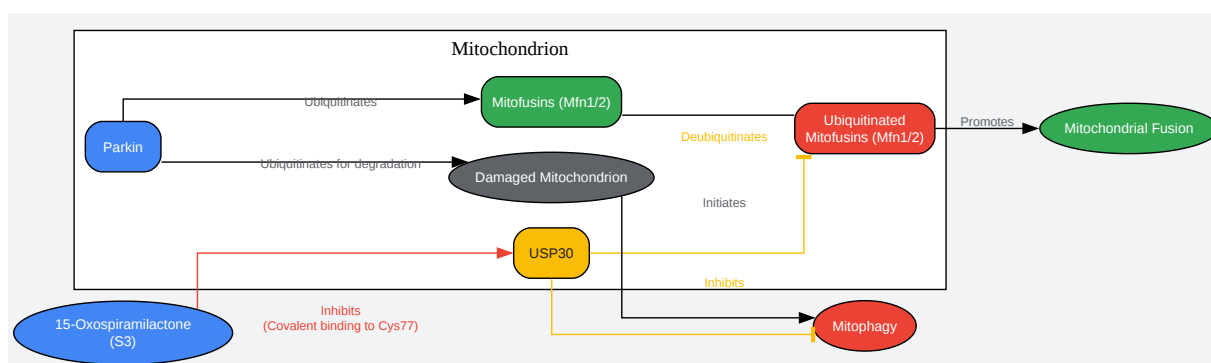 Mitochondrion
Ubiquitinates
Mitofusins (Mfn1/2)
Parkin
Ubiquitinates for degradation
Damaged Mitochondrion
Deubiquitinates
Ubiquitinated
Mitofusins (Mfn1/2)
Promotes
Mitochondrial Fusion
Initiates
USP30
Inhibits
15-Oxospiramilactone
(S3)
Inhibits
(Covalent binding to Cys77)
Mitophagy